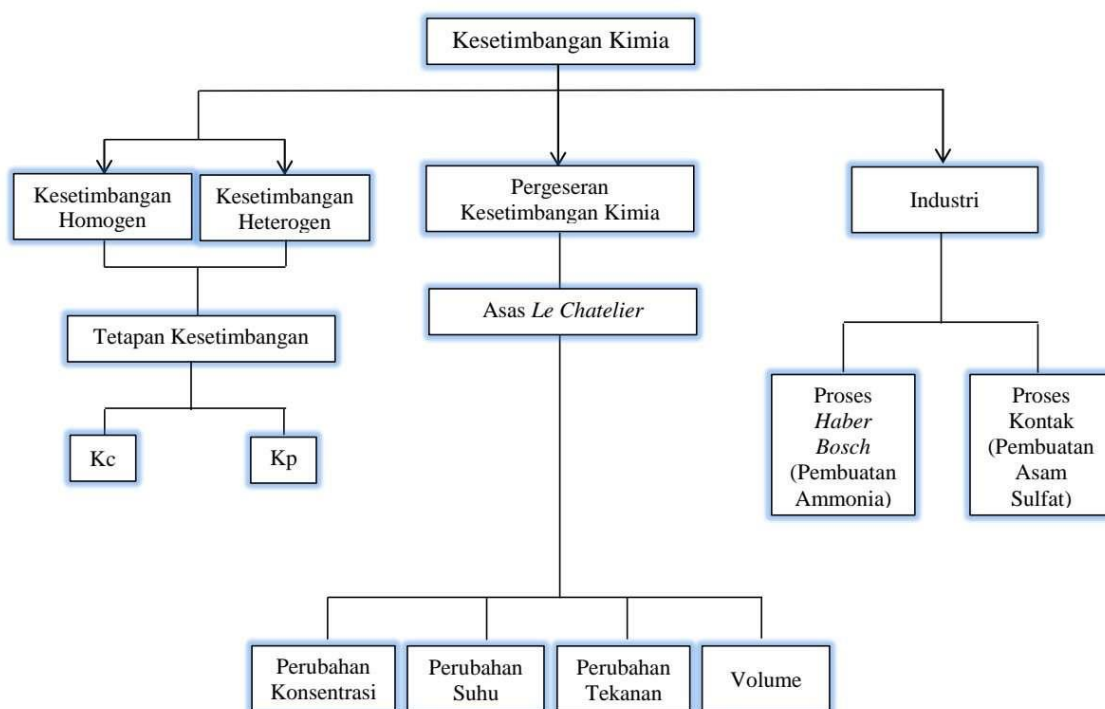 Kesetimbangan Kimia
Kesetimbangan
Homogen
Kesetimbangan
Heterogen
Pergeseran
Kesetimbangan Kimia
Industri
Tetapan Kesetimbangan
Asas Le Chatelier
Kc
Kp
Proses
Haber
Bosch
(Pembuatan
Ammonia)
Proses
Kontak
(Pembuatan
Asam
Sulfat)
Perubahan
Konsentrasi
Perubahan
Suhu
Perubahan
Tekanan
Volume